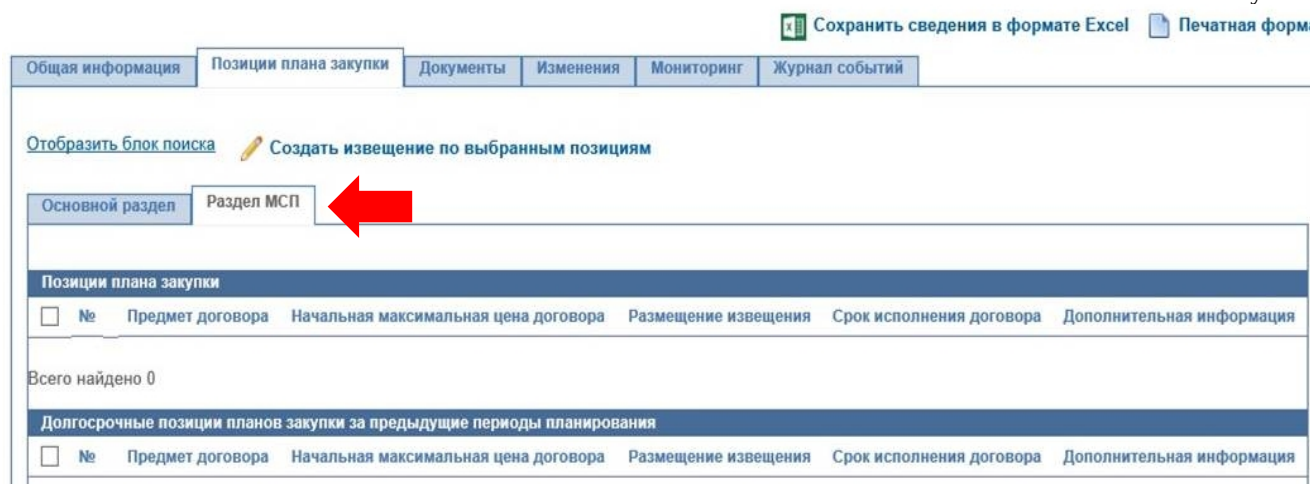 Сохранить сведения в формате Excel Печатная форма
Общая информация Позиции плана закупки Документы Изменения Мониторинг Журнал событий
Отобразить блок поиска Создать извещение по выбранным позициям
Основной раздел Раздел МСП
Позиции плана закупки
№ Предмет договора Начальная максимальная цена договора Размещение извещения Срок исполнения договора Дополнительная информация
Всего найдено 0
Долгосрочные позиции планов закупки за предыдущие периоды планирования
№ Предмет договора Начальная максимальная цена договора Размещение извещения Срок исполнения договора Дополнительная информация